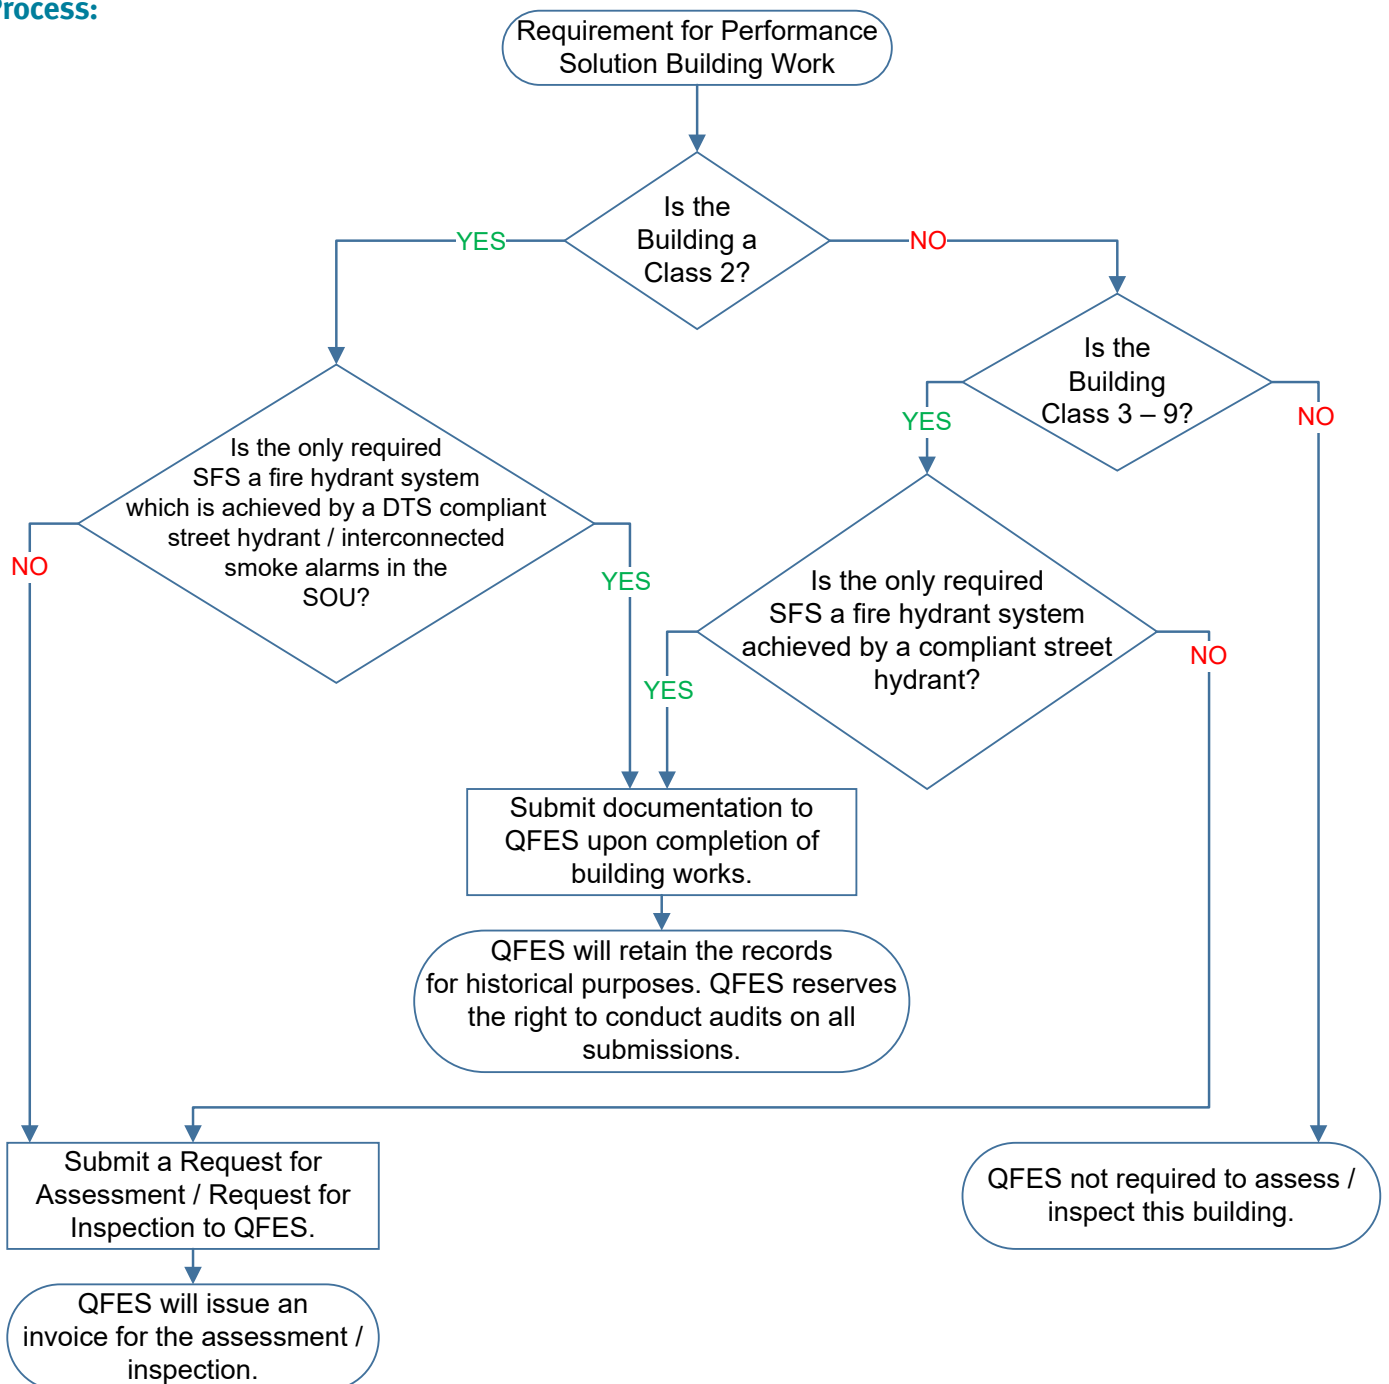 Process:
Requirement for Performance
Solution Building Work
Is the
Building a
Class 2?
YES
NO
Is the
Building
Class 3 – 9?
YES
NO
Is the only required
SFS a fire hydrant system
which is achieved by a DTS compliant
street hydrant / interconnected
smoke alarms in the
SOU?
NO
YES
Is the only required
SFS a fire hydrant system
achieved by a compliant street
hydrant?
YES
NO
Submit documentation to
QFES upon completion of
building works.
QFES will retain the records
for historical purposes. QFES reserves
the right to conduct audits on all
submissions.
Submit a Request for
Assessment / Request for
Inspection to QFES.
QFES not required to assess /
inspect this building.
QFES will issue an
invoice for the assessment /
inspection.